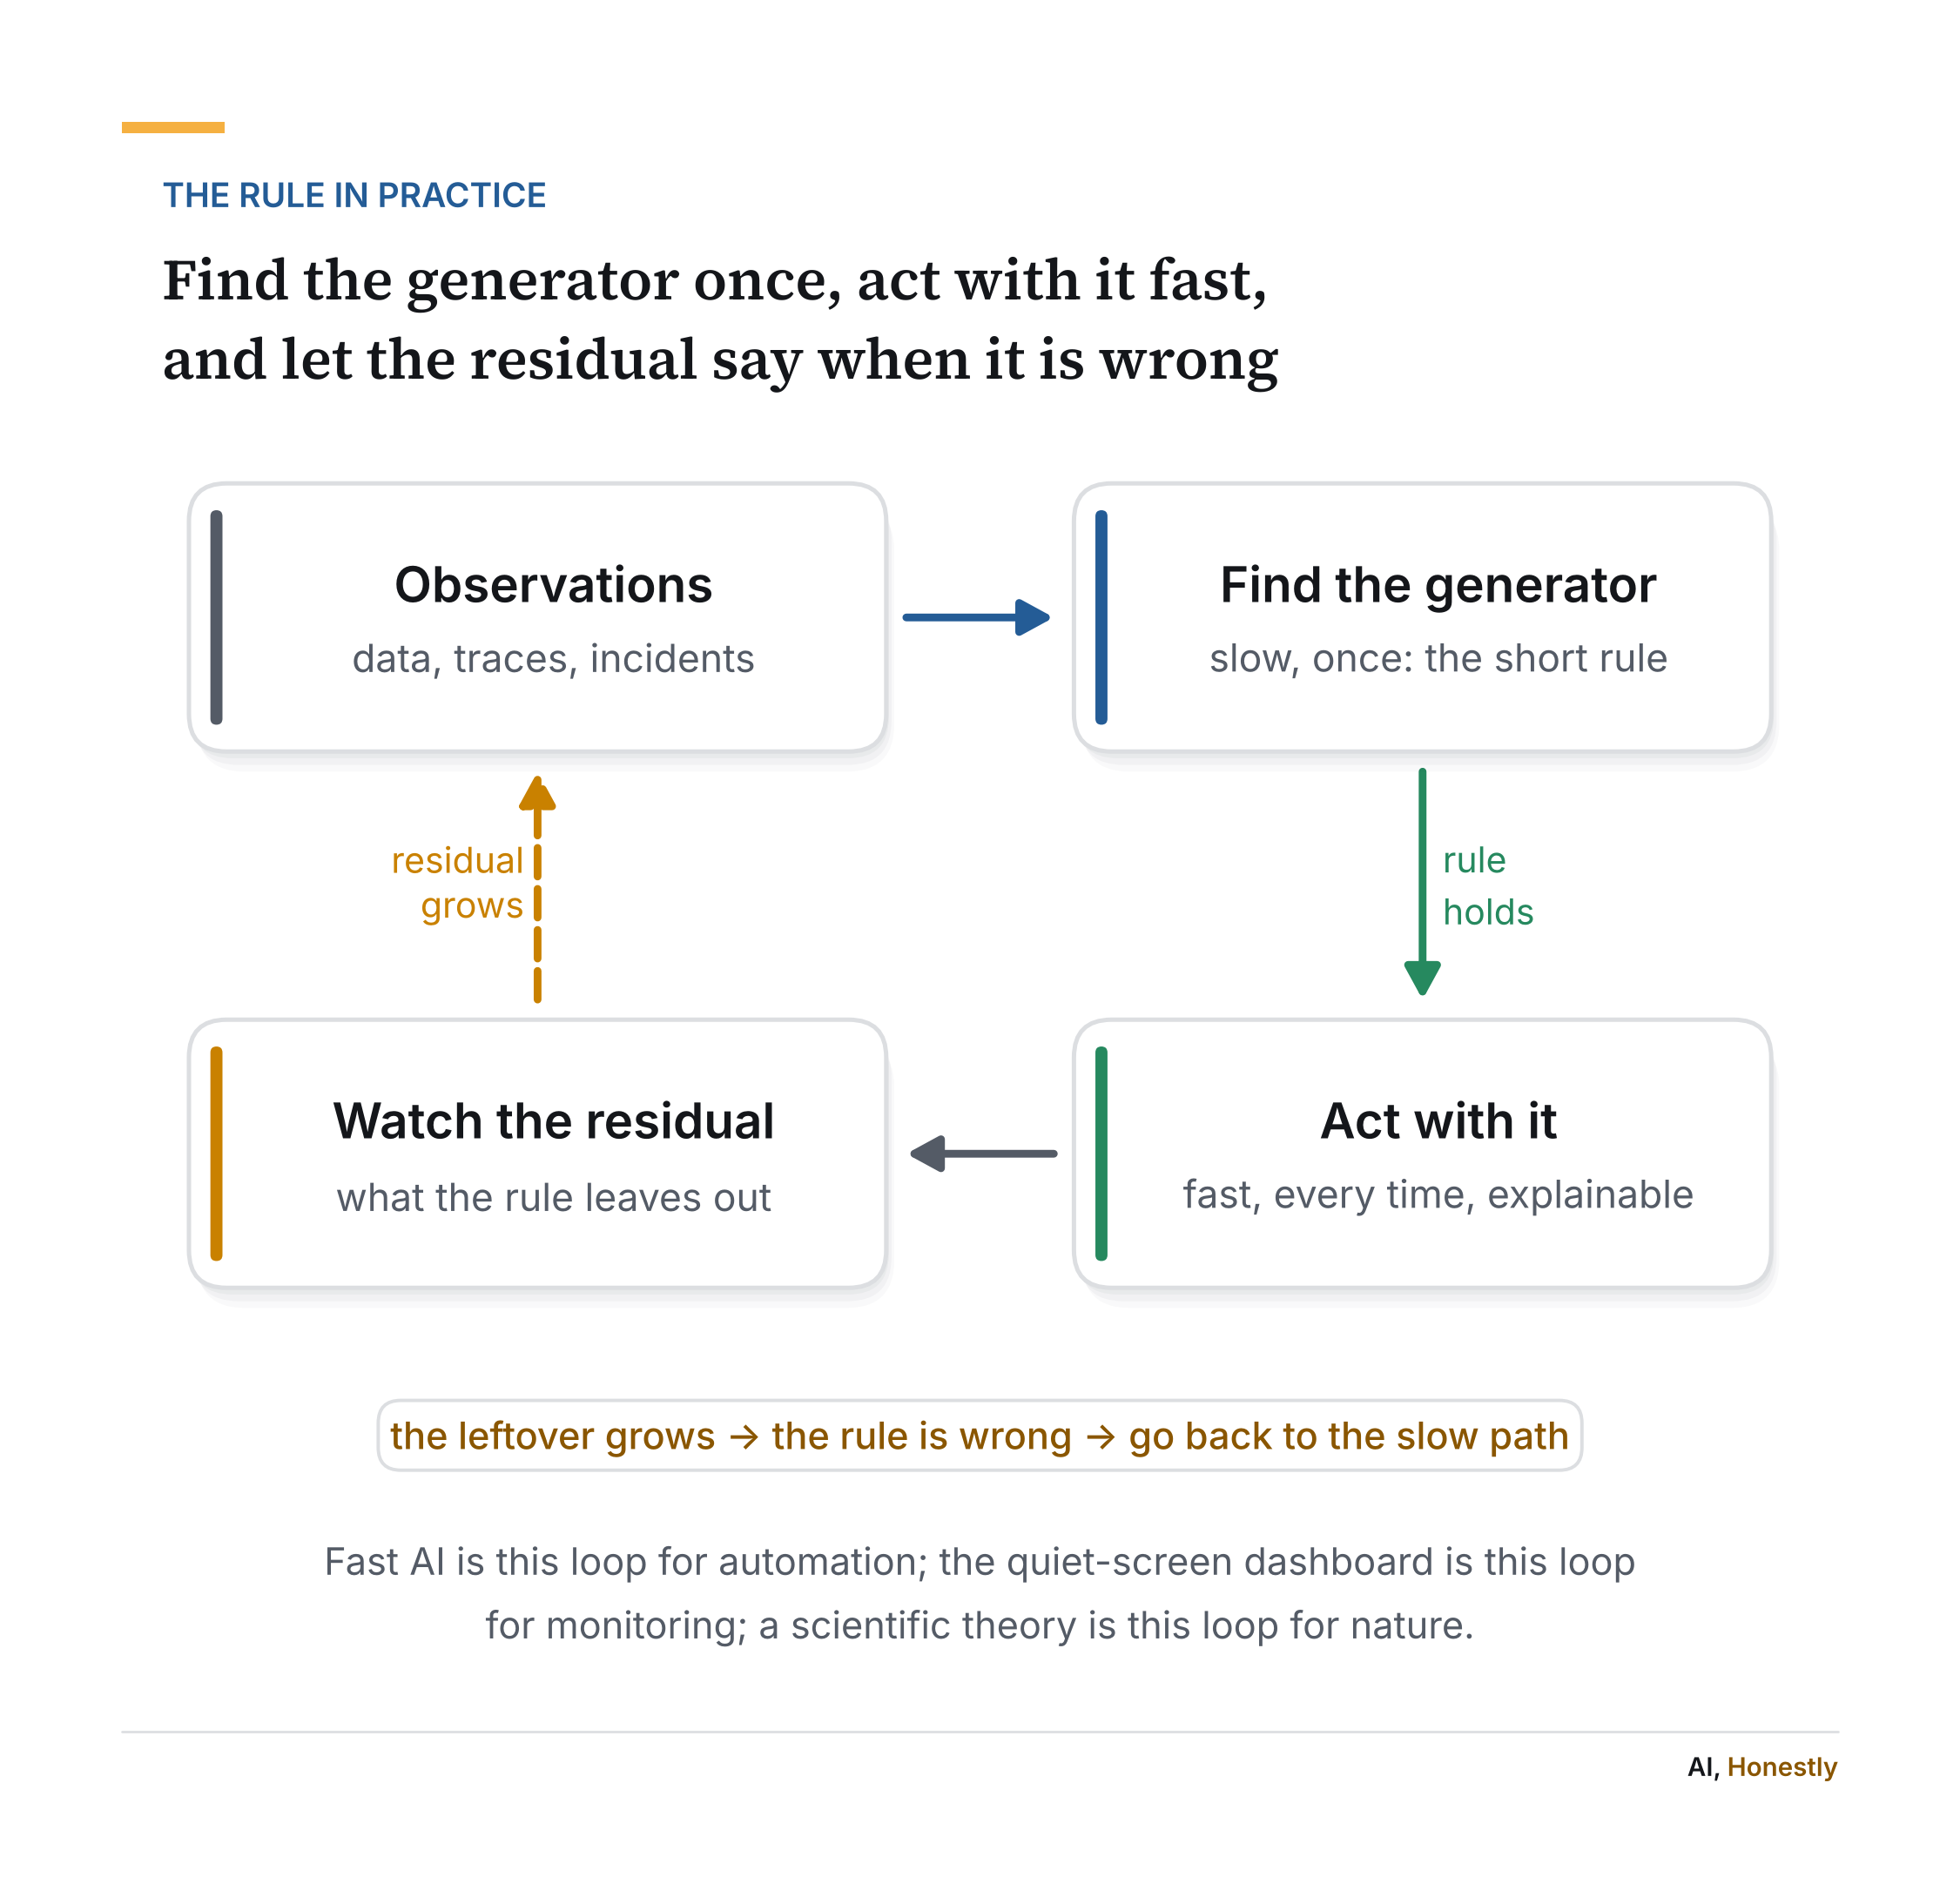 THE RULE IN PRACTICE
Find the generator once, act with it fast,
and let the residual say when it is wrong
Observations
data, traces, incidents
Find the generator
slow, once: the short rule
residual
grows
rule
holds
Watch the residual
what the rule leaves out
Act with it
fast, every time, explainable
the leftover grows → the rule is wrong → go back to the slow path
Fast AI is this loop for automation; the quiet-screen dashboard is this loop
for monitoring; a scientific theory is this loop for nature.
AI, Honestly